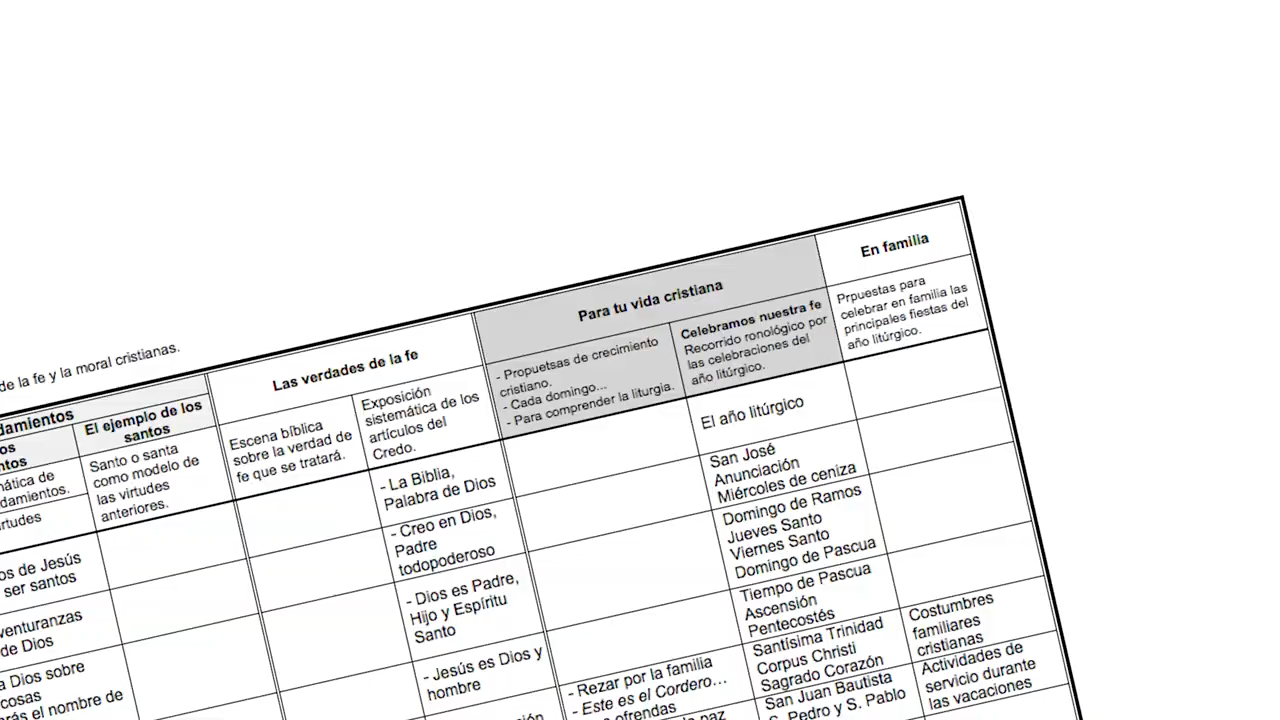 de la fe y la moral cristianas.
damientos
El ejemplo de los
santos
os
ntos
mática de
damientos.
irtudes
Santo o santa
como modelo de
las virtudes
anteriores.
Las verdades de la fe
Escena bíblica
sobre la verdad de
fe que se tratará.
Exposición
sistemática de los
artículos del
Credo.
Para tu vida cristiana
- Propuetsas de crecimiento
cristiano.
- Cada domingo...
- Para comprender la liturgia.
Celebramos nuestra fe
Recorrido ronológico por
las celebraciones del
año litúrgico.
En familia
Prpuestas para
celebrar en familia las
principales fiestas del
año litúrgico.
os de Jesús
ser santos
- La Biblia,
Palabra de Dios
El año litúrgico
venturanzas
de Dios
- Creo en Dios,
Padre
todopoderoso
San José
Anunciación
Miércoles de ceniza
a Dios sobre
cosas
arás el nombre de
- Dios es Padre,
Hijo y Espíritu
Santo
Domingo de Ramos
Jueves Santo
Viernes Santo
Domingo de Pascua
- Jesús es Dios y
hombre
Tiempo de Pascua
Ascensión
Pentecostés
- Rezar por la familia
- Este es el Cordero...
ofrendas
Santísima Trinidad
Corpus Christi
Sagrado Corazón
Costumbres
familiares
cristianas
paz
San Juan Bautista
S. Pedro y S. Pablo
Actividades de
servicio durante
las vacaciones